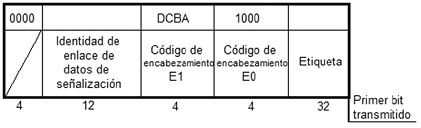 0000 DCBA 1000
Identidad de
enlace de
datos de
señalización
Código de
encabezamiento
E1
Código de
encabezamiento
E0
Etiqueta
4 12 4 4 32
Primer bit
transmitido